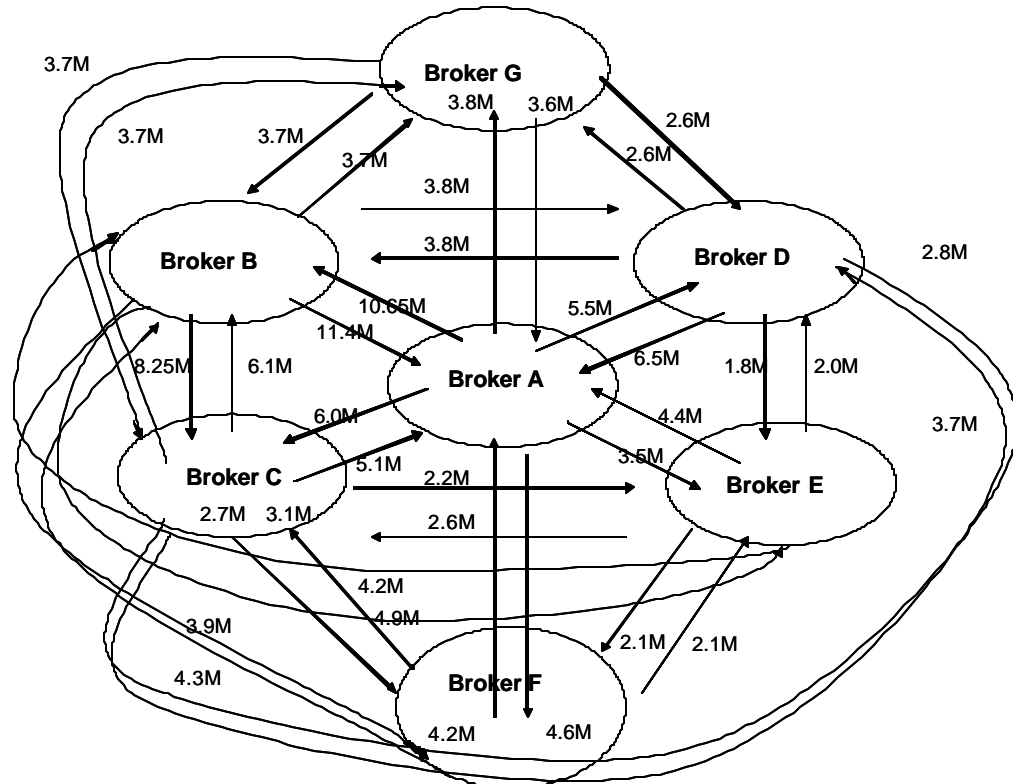 3.7M
Broker G
3.8M
3.6M
3.7M
3.7M
3.7M
2.6M
2.6M
3.8M
3.8M
Broker B
Broker D
2.8M
10.65M
11.4M
5.5M
6.5M
8.25M
6.1M
Broker A
1.8M
2.0M
6.0M
4.4M
3.7M
5.1M
3.5M
Broker C
2.2M
Broker E
2.7M
3.1M
2.6M
4.2M
4.9M
3.9M
2.1M
2.1M
4.3M
Broker F
4.2M
4.6M